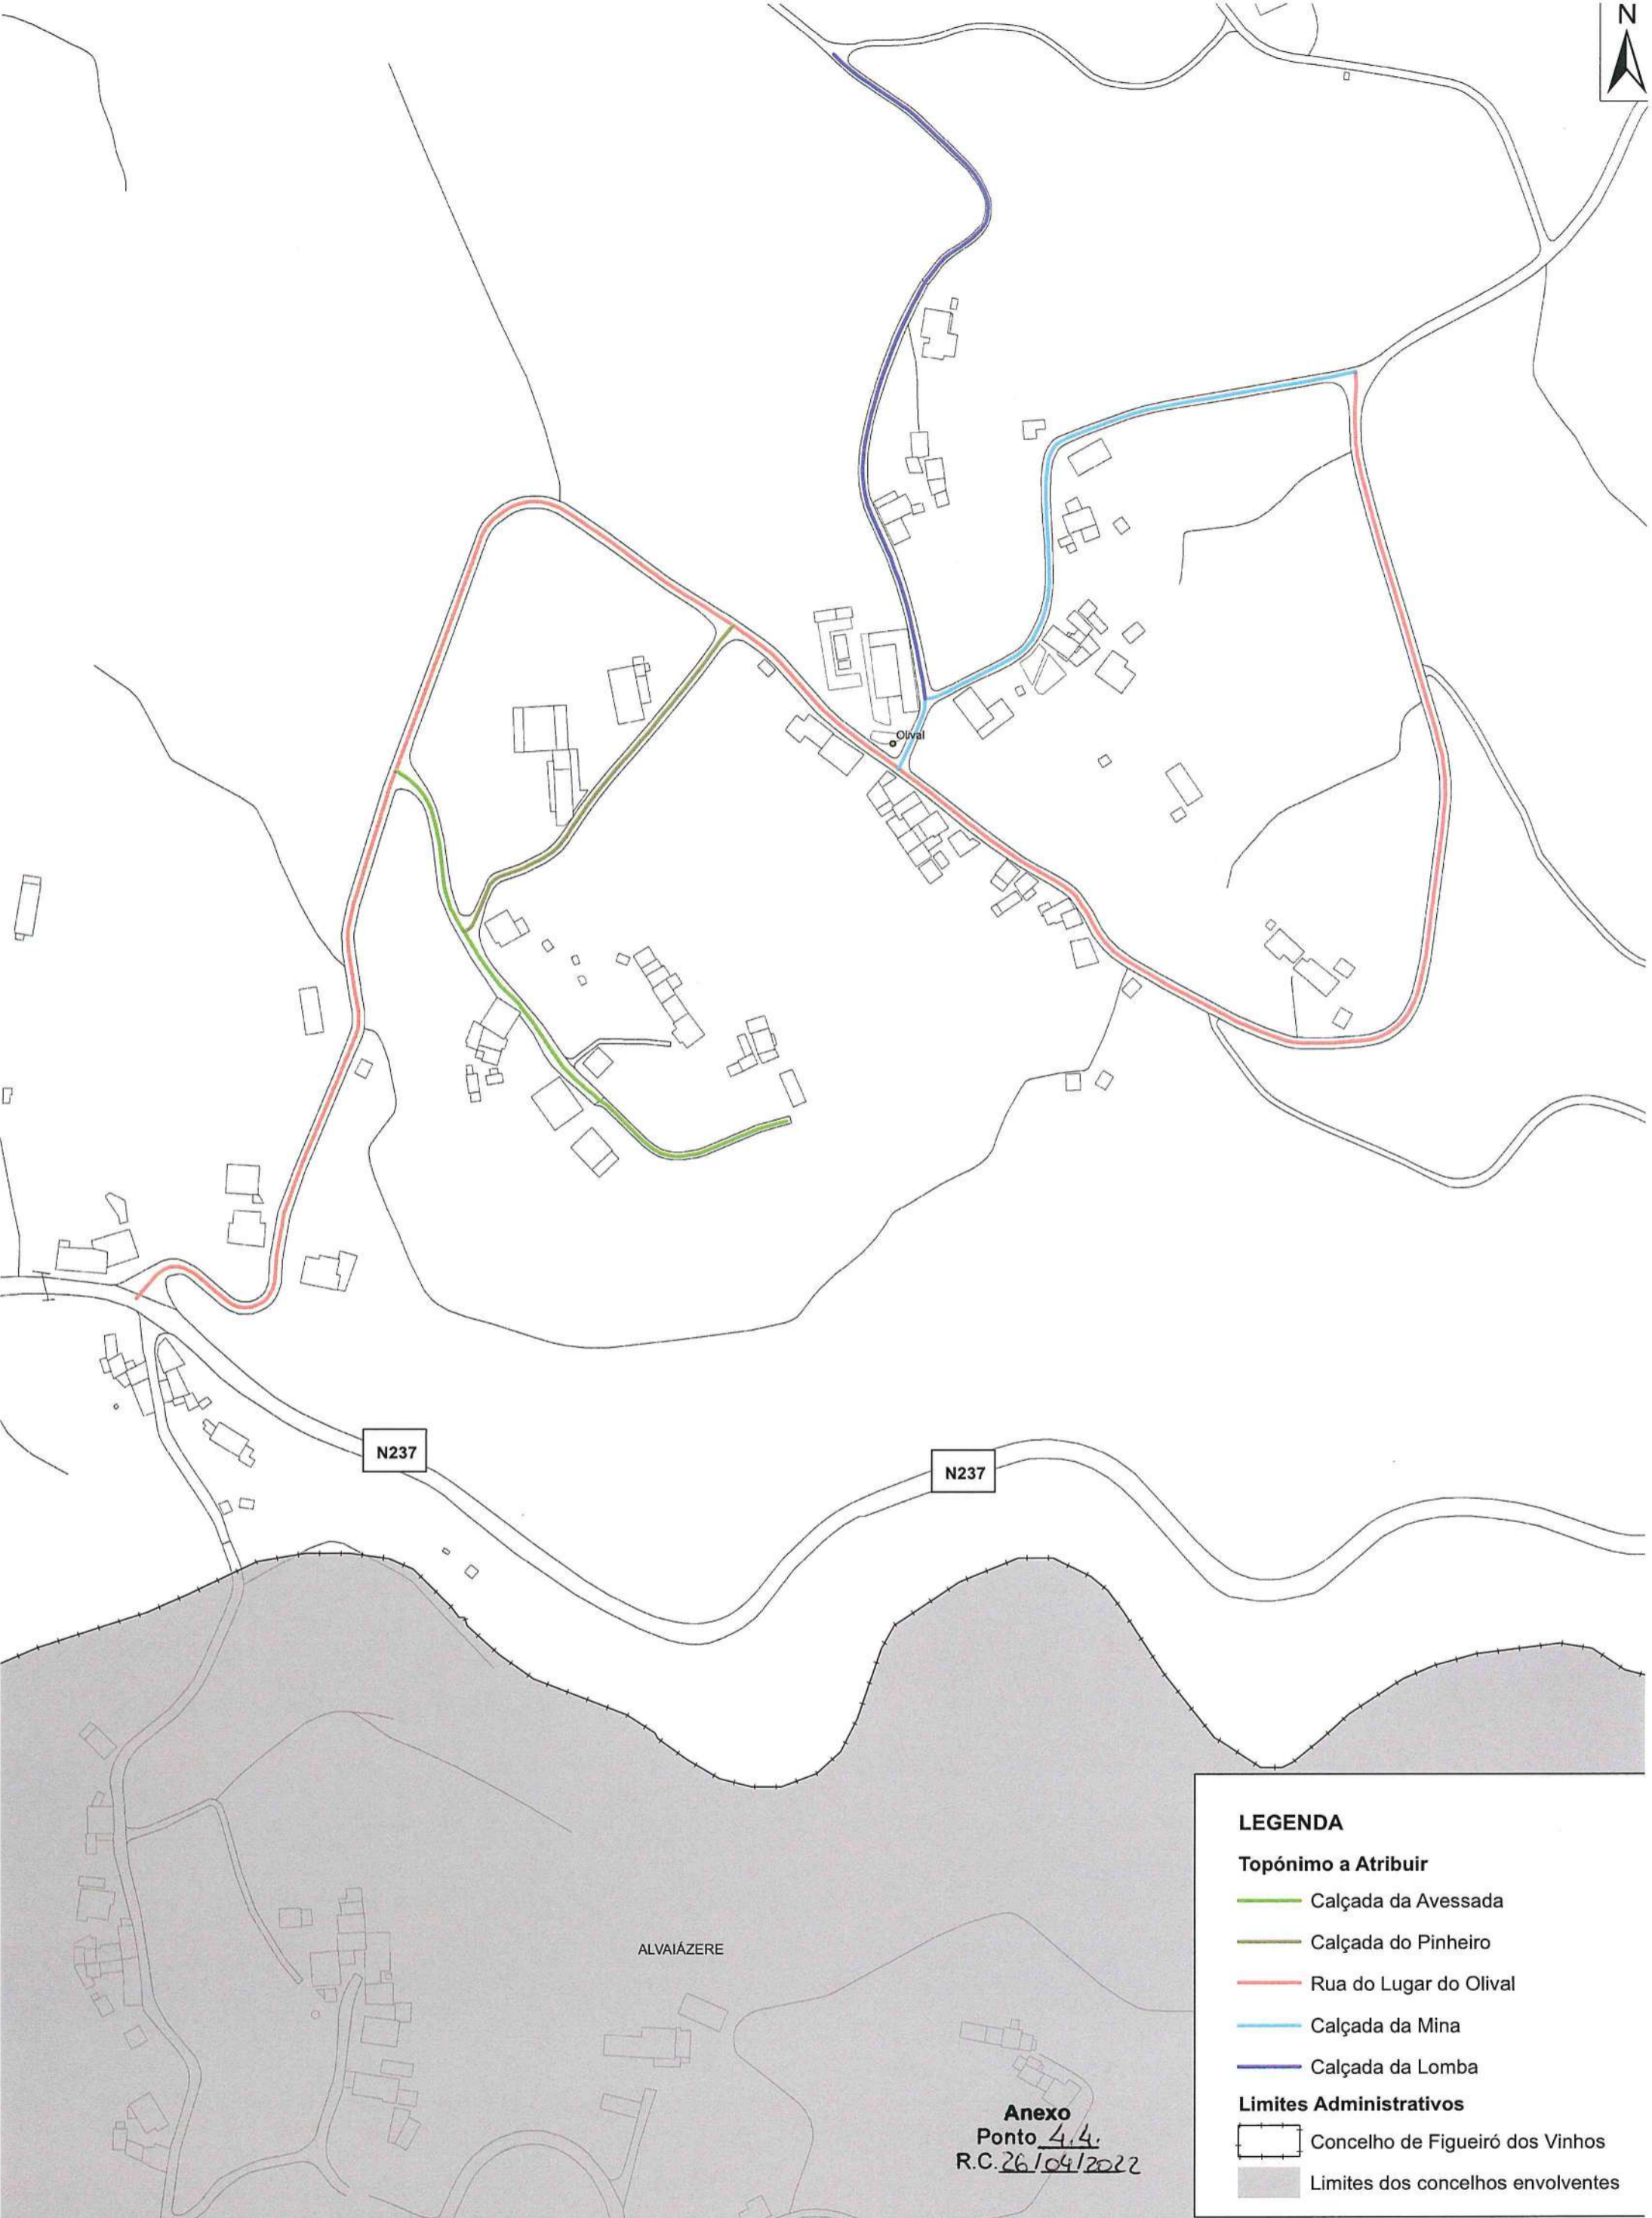 N
Olival
N237
N237
ALVAIÁZERE
LEGENDA
Topónimo a Atribuir
Calçada da Avessada
Calçada do Pinheiro
Rua do Lugar do Olival
Calçada da Mina
Calçada da Lomba
Limites Administrativos
Concelho de Figueiró dos Vinhos
Limites dos concelhos envolventes
Anexo
Ponto 4.4.
R.C. 26/04/2022